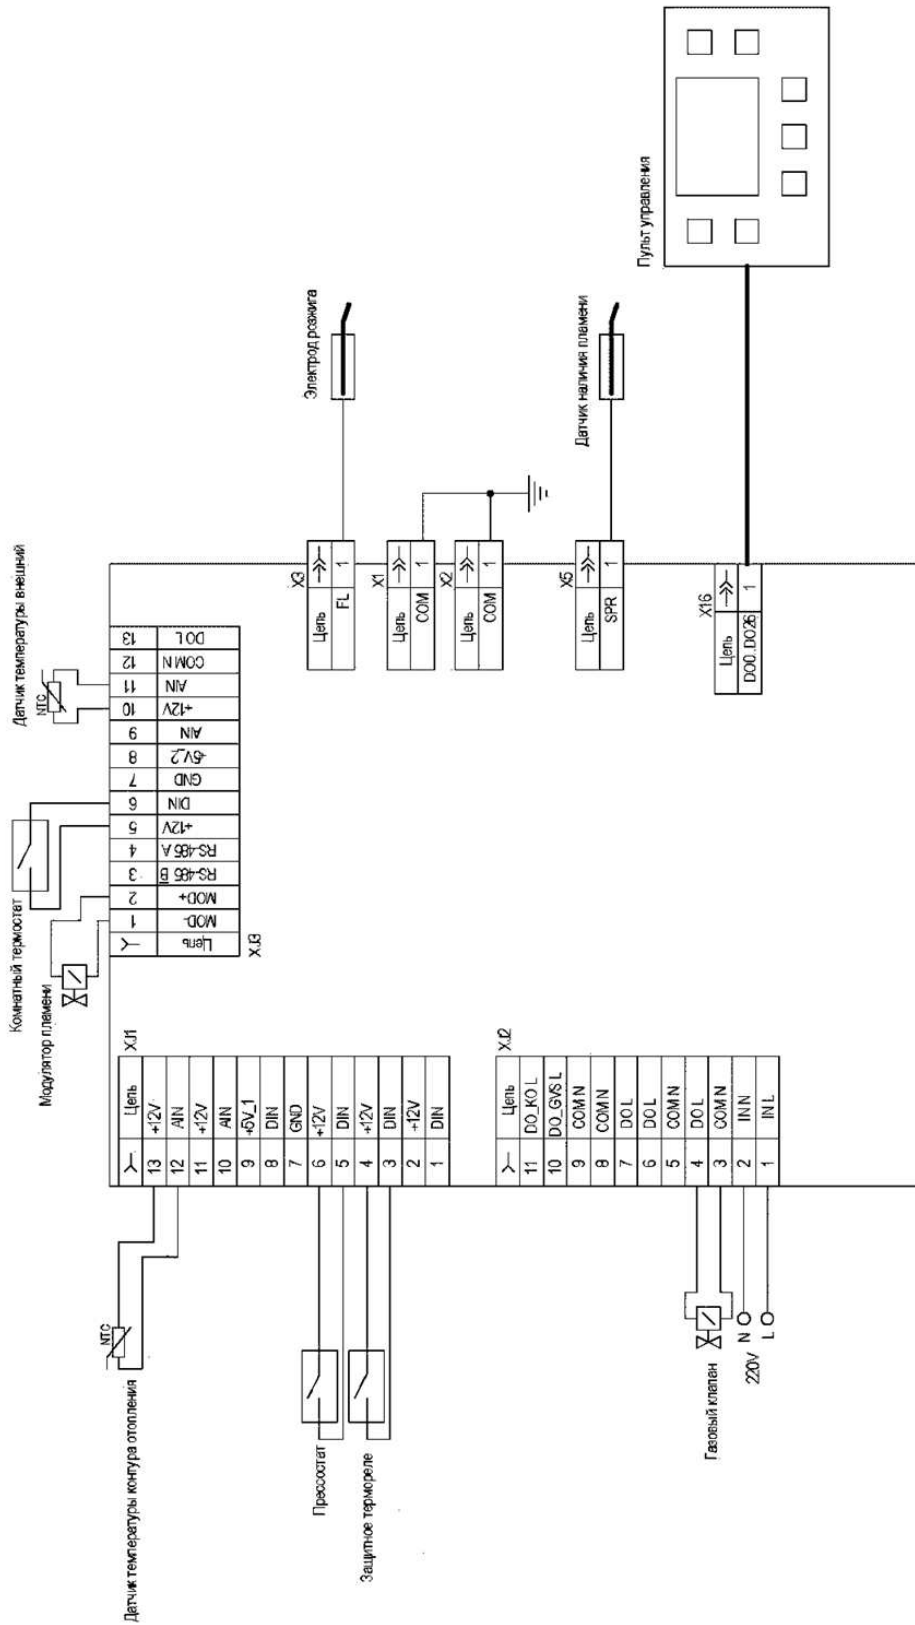 Датчик температуры контура отопления
NTC
Прессостат
Защитное термореле
Газовый клапан
220V
N
L
XJ1
Цепь
13 +12V
12 AIN
11 +12V
10 AIN
9 +5V_1
8 DIN
7 GND
6 +12V
5 DIN
4 +12V
3 DIN
2 +12V
1 DIN
XJ2
Цепь
11 DO_KO L
10 DO_GVS L
9 COM N
8 COM N
7 DO L
6 DO L
5 COM N
4 DO L
3 COM N
2 IN N
1 IN L
Модулятор пламени
Комнатный термостат
Датчик температуры внешний
NTC
XJ3
Цепь
1 MOD-
2 MOD+
3 RS-485 B
4 RS-485 A
5 +12V
6 DIN
7 GND
8 +5V_2
9 AIN
10 +12V
11 AIN
12 COM N
13 DO L
X3
Цепь
FL 1
Электрод розжига
X1
Цепь
COM 1
X2
Цепь
COM 1
X5
Цепь
SPR 1
Датчик наличия пламени
X16
Цепь
DO0..DO26 1
Пульт управления